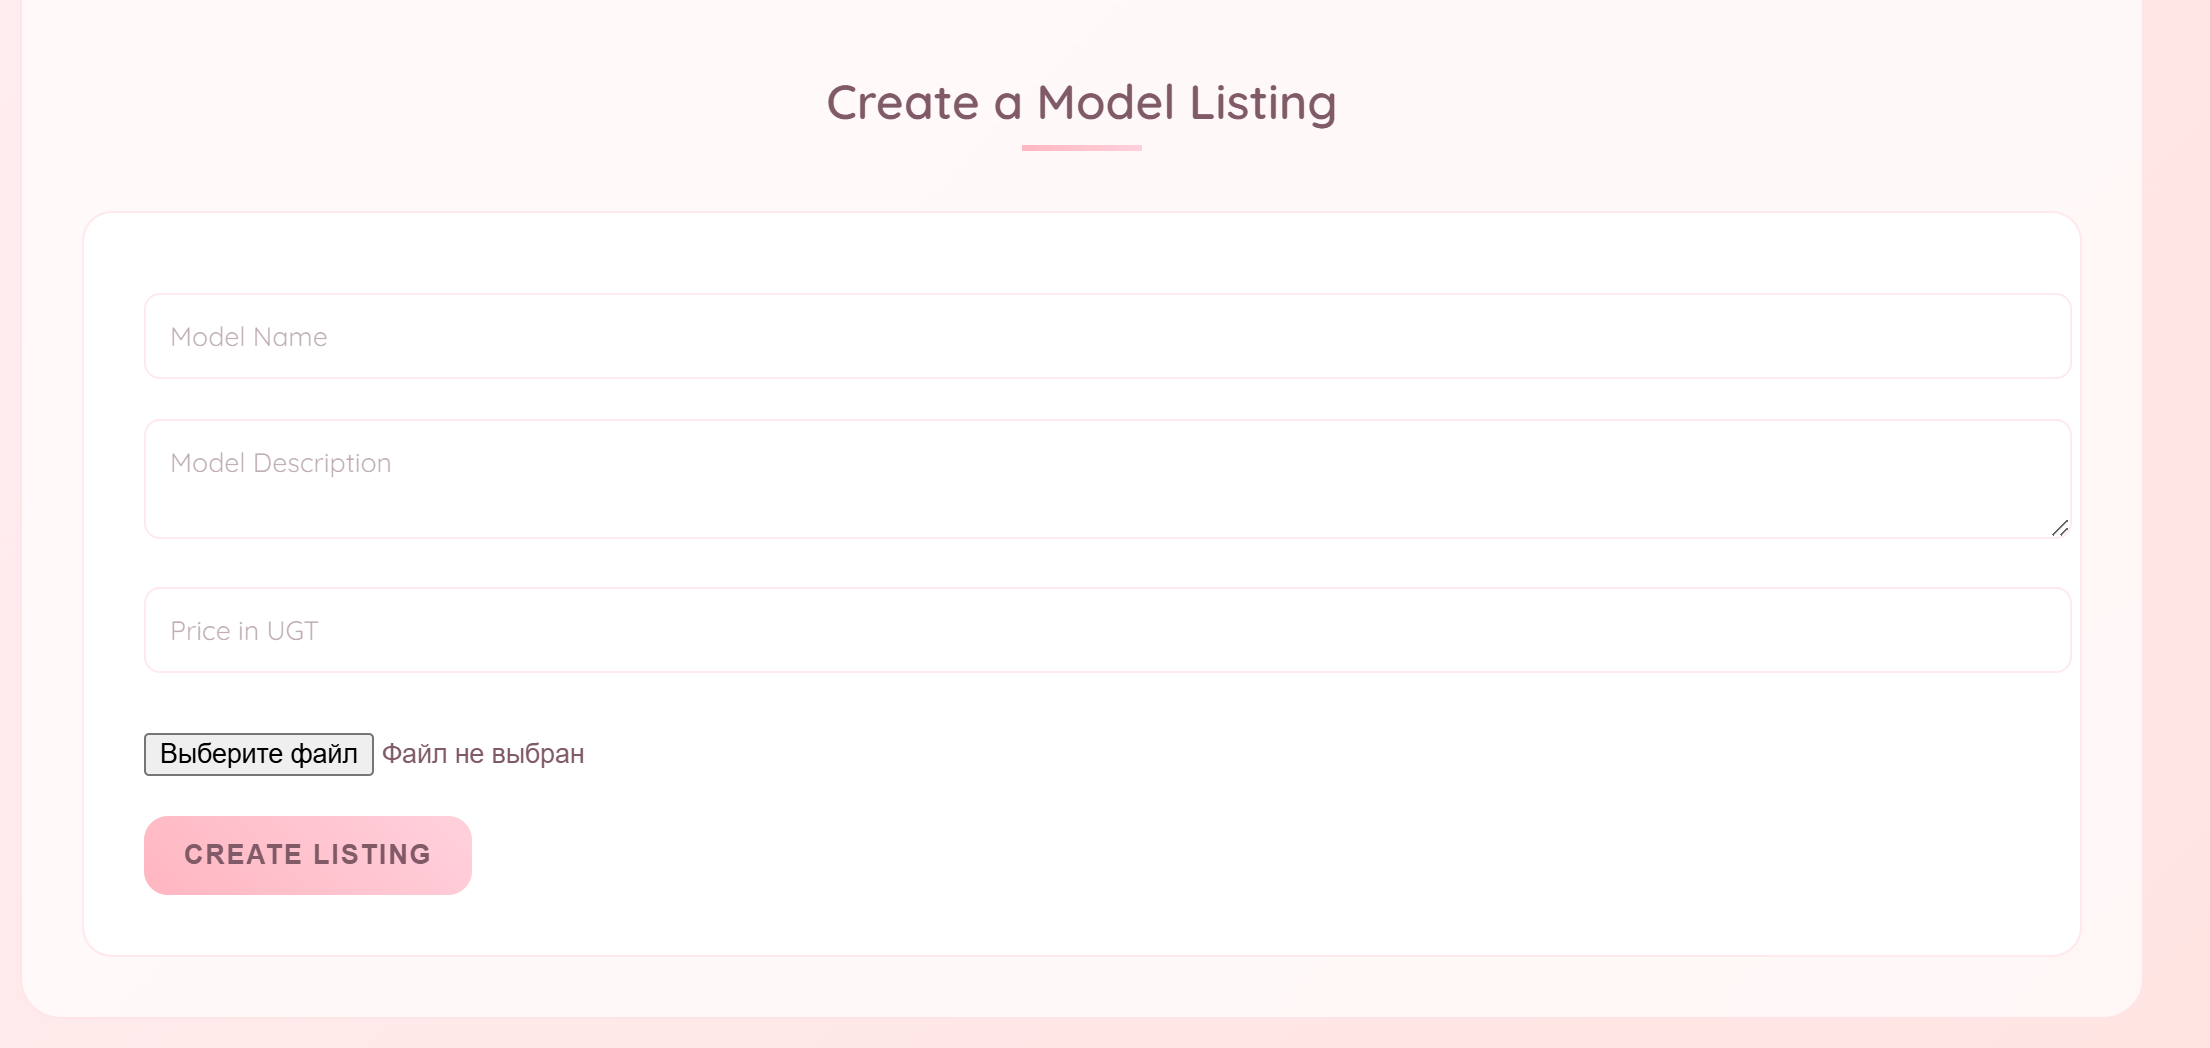 Create a Model Listing
Model Name
Model Description
Price in UGT
Выберите файл Файл не выбран
CREATE LISTING